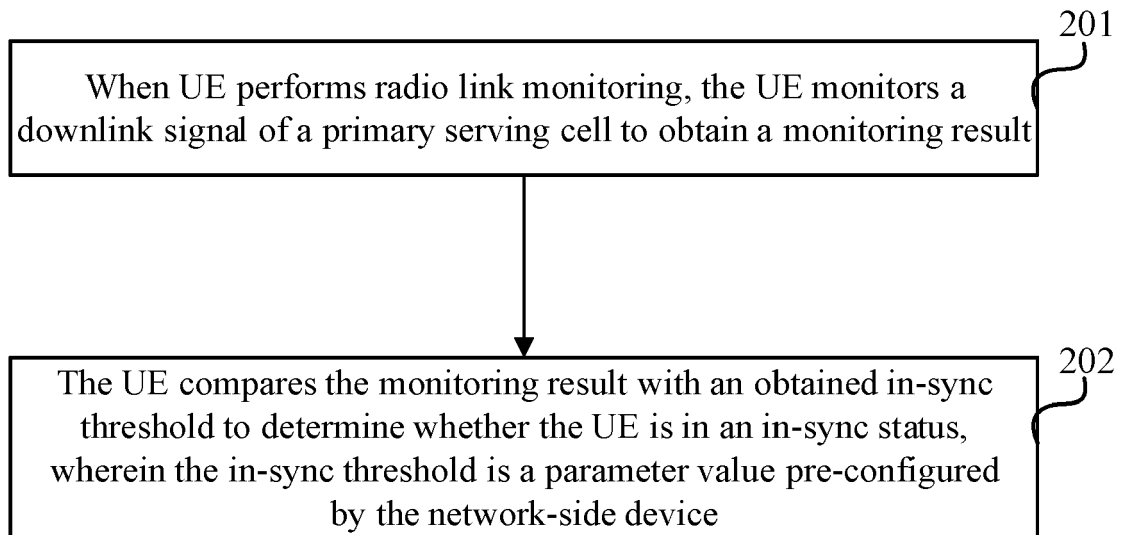 201
When UE performs radio link monitoring, the UE monitors a
downlink signal of a primary serving cell to obtain a monitoring result
202
The UE compares the monitoring result with an obtained in-sync
threshold to determine whether the UE is in an in-sync status,
wherein the in-sync threshold is a parameter value pre-configured
by the network-side device